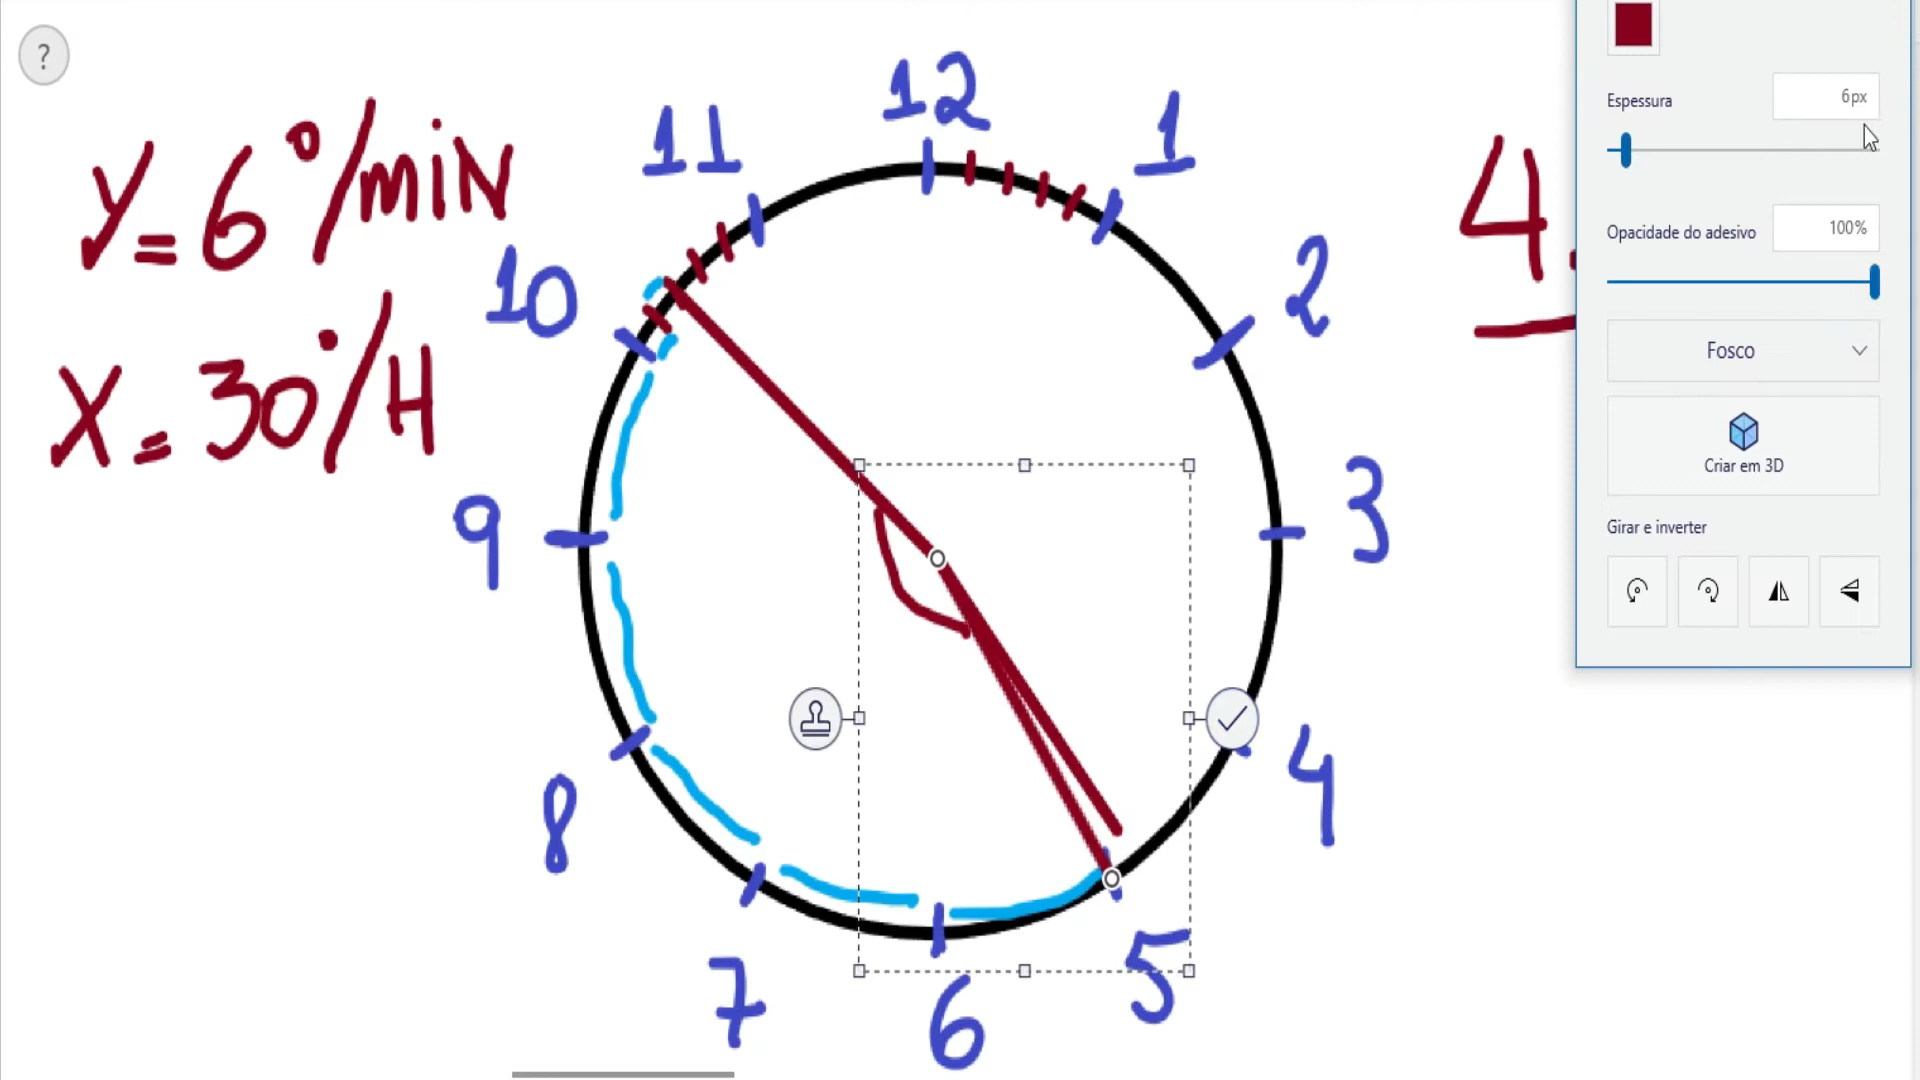 ?
Y=6°/MIN
X=30°/H
12
1
2
3
4
5
6
7
8
9
10
11
4.
Espessura
6px
Opacidade do adesivo
100%
Fosco
Criar em 3D
Girar e inverter